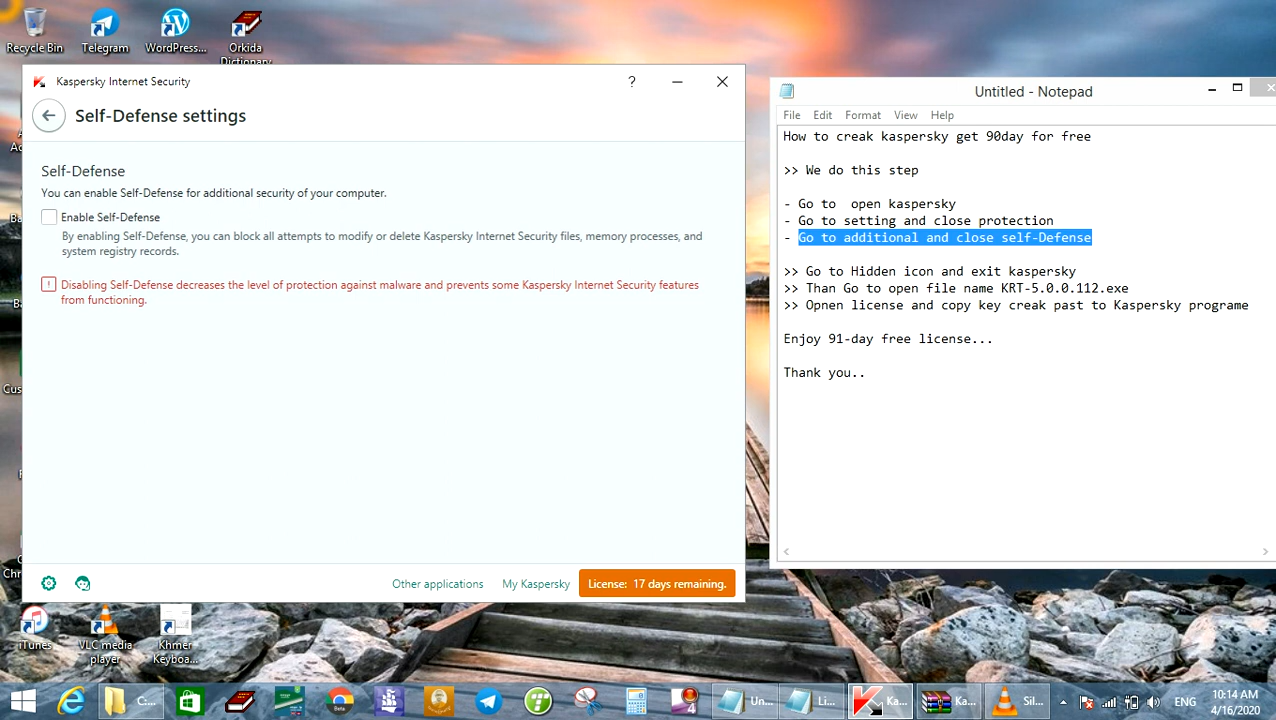 Recycle Bin
Telegram
WordPress...
Orkida
Dictionary
Kaspersky Internet Security
?
Self-Defense settings
Self-Defense
You can enable Self-Defense for additional security of your computer.
Enable Self-Defense
By enabling Self-Defense, you can block all attempts to modify or delete Kaspersky Internet Security files, memory processes, and
system registry records.
Disabling Self-Defense decreases the level of protection against malware and prevents some Kaspersky Internet Security features
from functioning.
Other applications
My Kaspersky
License: 17 days remaining.
Untitled - Notepad
File Edit Format View Help
How to creak kaspersky get 90day for free
>> We do this step
- Go to  open kaspersky
- Go to setting and close protection
- Go to additional and close self-Defense
>> Go to Hidden icon and exit kaspersky
>> Than Go to open file name KRT-5.0.0.112.exe
>> Opnen license and copy key creak past to Kaspersky programe
Enjoy 91-day free license...
Thank you..
iTunes
VLC media
player
Khmer
Keyboa...
C:...
Beta
4
Un...
Li...
Ka...
Ka...
Sil...
ENG
10:14 AM
4/16/2020